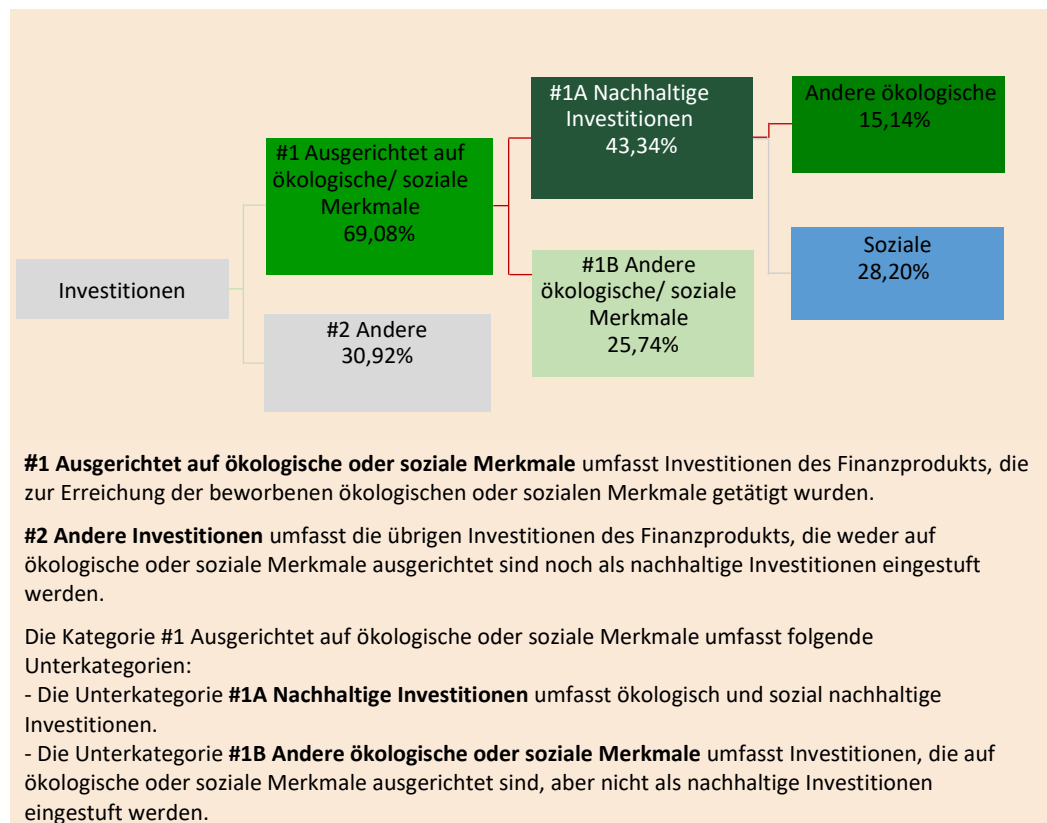 #1A Nachhaltige
Investitionen
43,34%
Andere ökologische
15,14%
#1 Ausgerichtet auf
ökologische/ soziale
Merkmale
69,08%
Soziale
28,20%
#1B Andere
ökologische/ soziale
Merkmale
25,74%
Investitionen
#2 Andere
30,92%
#1 Ausgerichtet auf ökologische oder soziale Merkmale umfasst Investitionen des Finanzprodukts, die
zur Erreichung der beworbenen ökologischen oder sozialen Merkmale getätigt wurden.
#2 Andere Investitionen umfasst die übrigen Investitionen des Finanzprodukts, die weder auf
ökologische oder soziale Merkmale ausgerichtet sind noch als nachhaltige Investitionen eingestuft
werden.
Die Kategorie #1 Ausgerichtet auf ökologische oder soziale Merkmale umfasst folgende
Unterkategorien:
- Die Unterkategorie #1A Nachhaltige Investitionen umfasst ökologisch und sozial nachhaltige
Investitionen.
- Die Unterkategorie #1B Andere ökologische oder soziale Merkmale umfasst Investitionen, die auf
ökologische oder soziale Merkmale ausgerichtet sind, aber nicht als nachhaltige Investitionen
eingestuft werden.